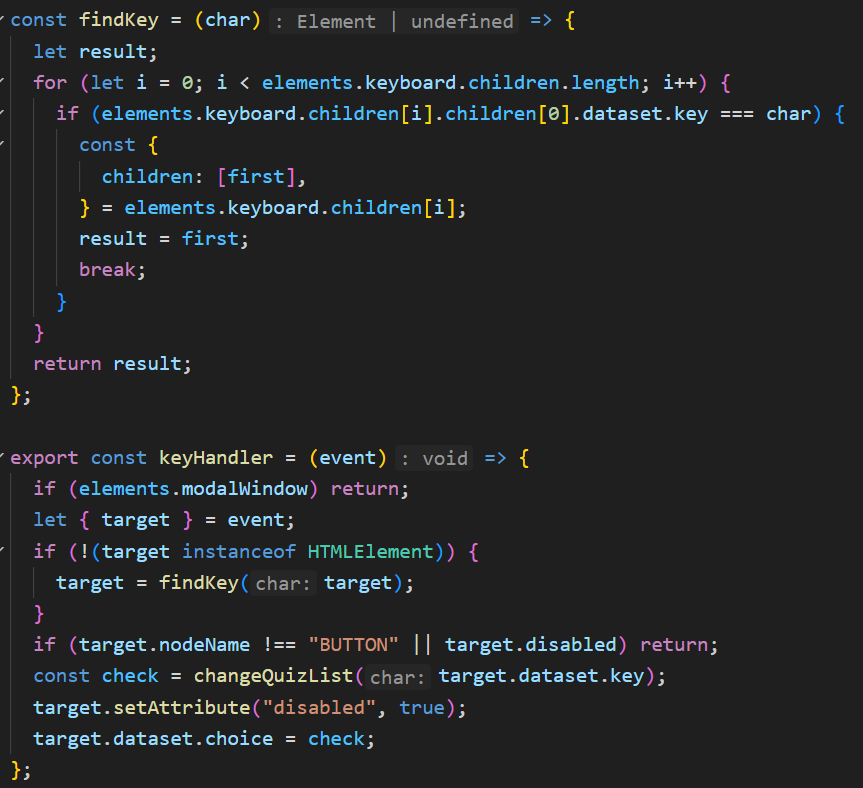 const findKey = (char) : Element | undefined => {
  let result;
  for (let i = 0; i < elements.keyboard.children.length; i++) {
    if (elements.keyboard.children[i].children[0].dataset.key === char) {
      const {
        children: [first],
      } = elements.keyboard.children[i];
      result = first;
      break;
    }
  }
  return result;
};

export const keyHandler = (event) : void => {
  if (elements.modalWindow) return;
  let { target } = event;
  if (!(target instanceof HTMLElement)) {
    target = findKey(char: target);
  }
  if (target.nodeName !== "BUTTON" || target.disabled) return;
  const check = changeQuizList(char: target.dataset.key);
  target.setAttribute("disabled", true);
  target.dataset.choice = check;
};